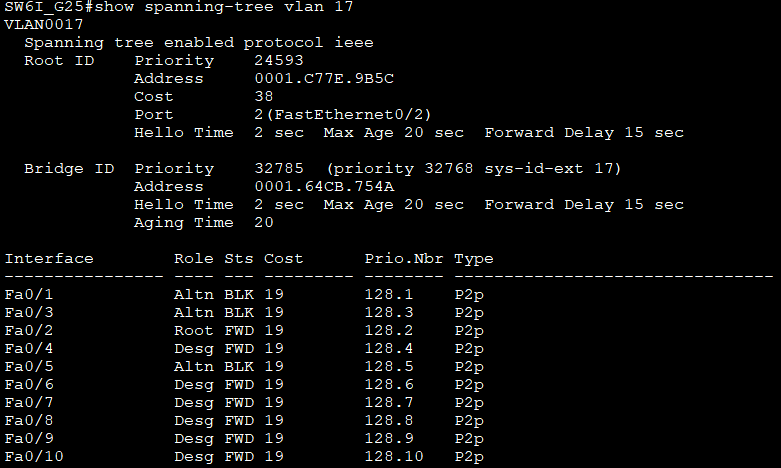 SW6I_G25#show spanning-tree vlan 17
VLAN0017
  Spanning tree enabled protocol ieee
  Root ID    Priority    24593
             Address     0001.C77E.9B5C
             Cost        38
             Port        2(FastEthernet0/2)
             Hello Time  2 sec  Max Age 20 sec  Forward Delay 15 sec

  Bridge ID  Priority    32785  (priority 32768 sys-id-ext 17)
             Address     0001.64CB.754A
             Hello Time  2 sec  Max Age 20 sec  Forward Delay 15 sec
             Aging Time  20

Interface        Role Sts Cost      Prio.Nbr Type
---------------- ---- --- --------- -------- --------------------------------
Fa0/1            Altn BLK 19        128.1    P2p
Fa0/3            Altn BLK 19        128.3    P2p
Fa0/2            Root FWD 19        128.2    P2p
Fa0/4            Desg FWD 19        128.4    P2p
Fa0/5            Altn BLK 19        128.5    P2p
Fa0/6            Desg FWD 19        128.6    P2p
Fa0/7            Desg FWD 19        128.7    P2p
Fa0/8            Desg FWD 19        128.8    P2p
Fa0/9            Desg FWD 19        128.9    P2p
Fa0/10           Desg FWD 19        128.10   P2p